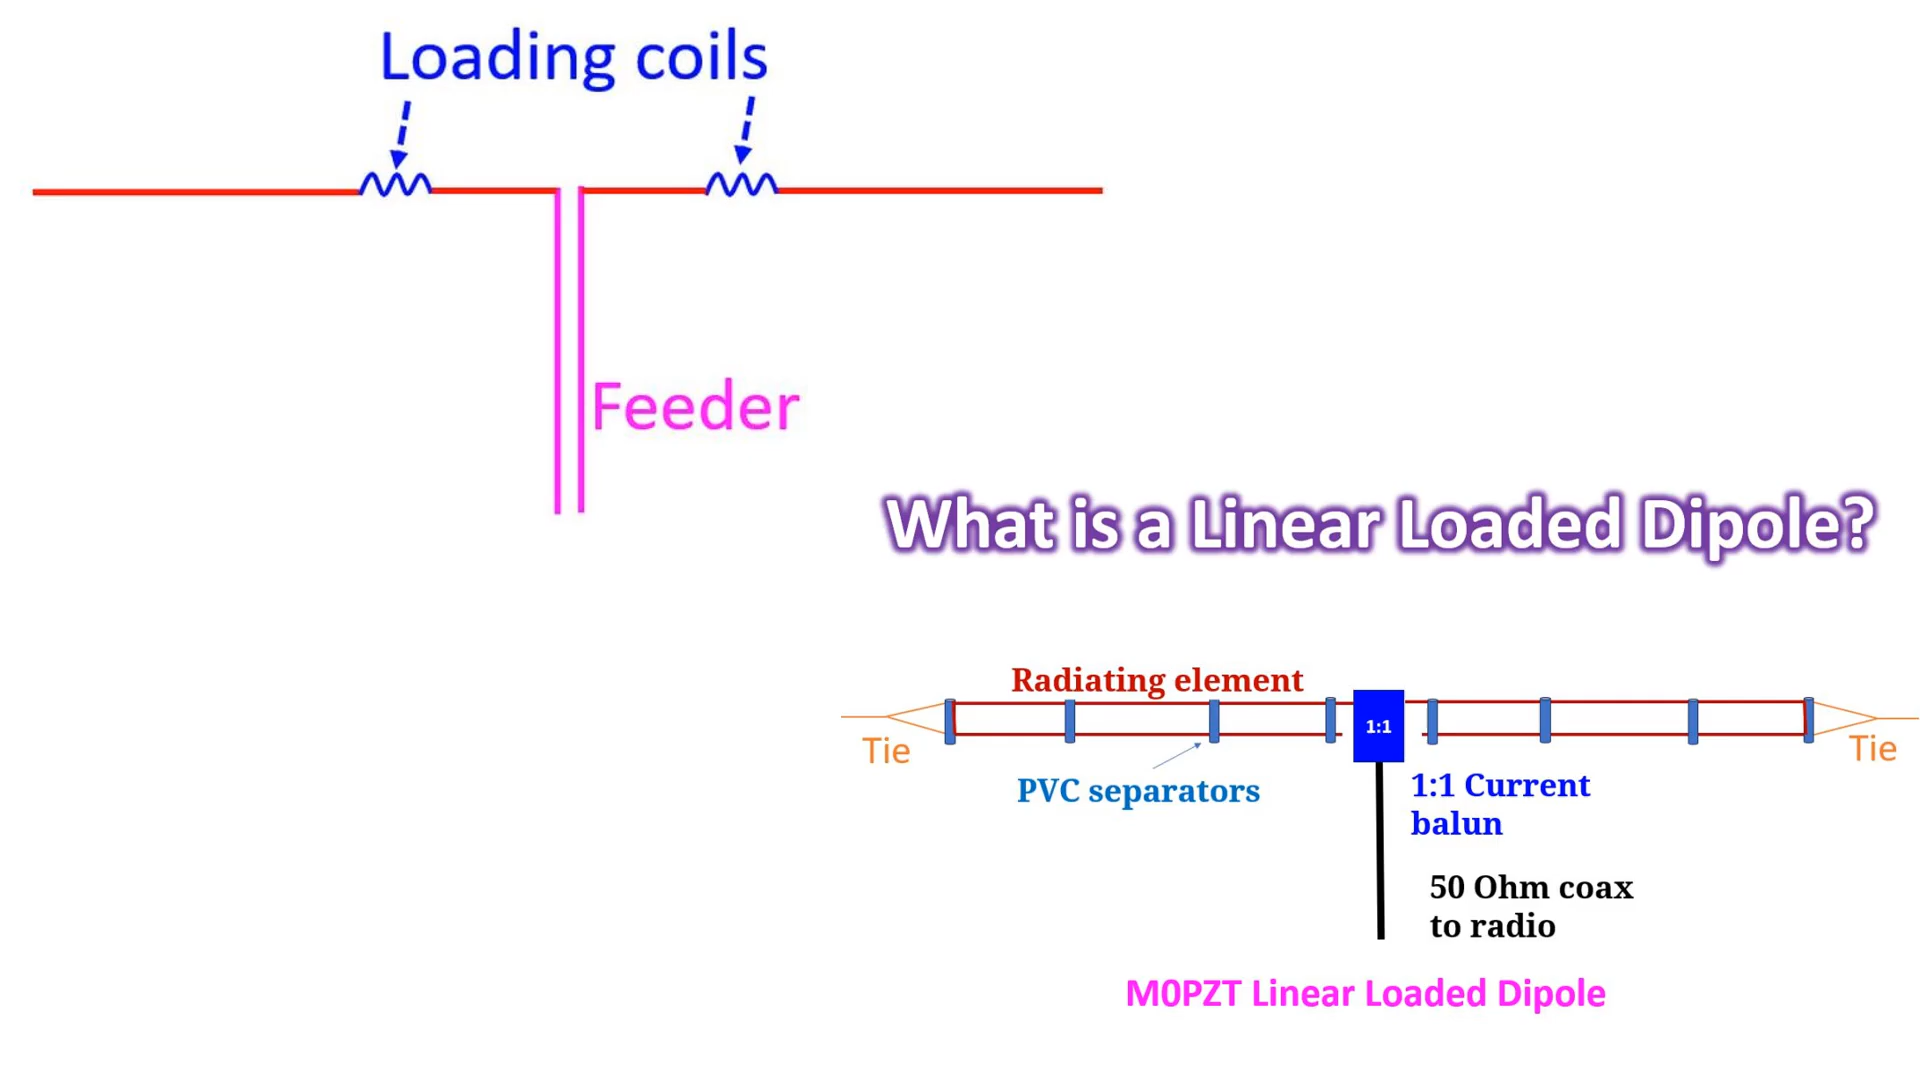 Loading coils
Feeder
What is a Linear Loaded Dipole?
Radiating element
1:1
Tie
Tie
PVC separators
1:1 Current
balun
50 Ohm coax
to radio
M0PZT Linear Loaded Dipole